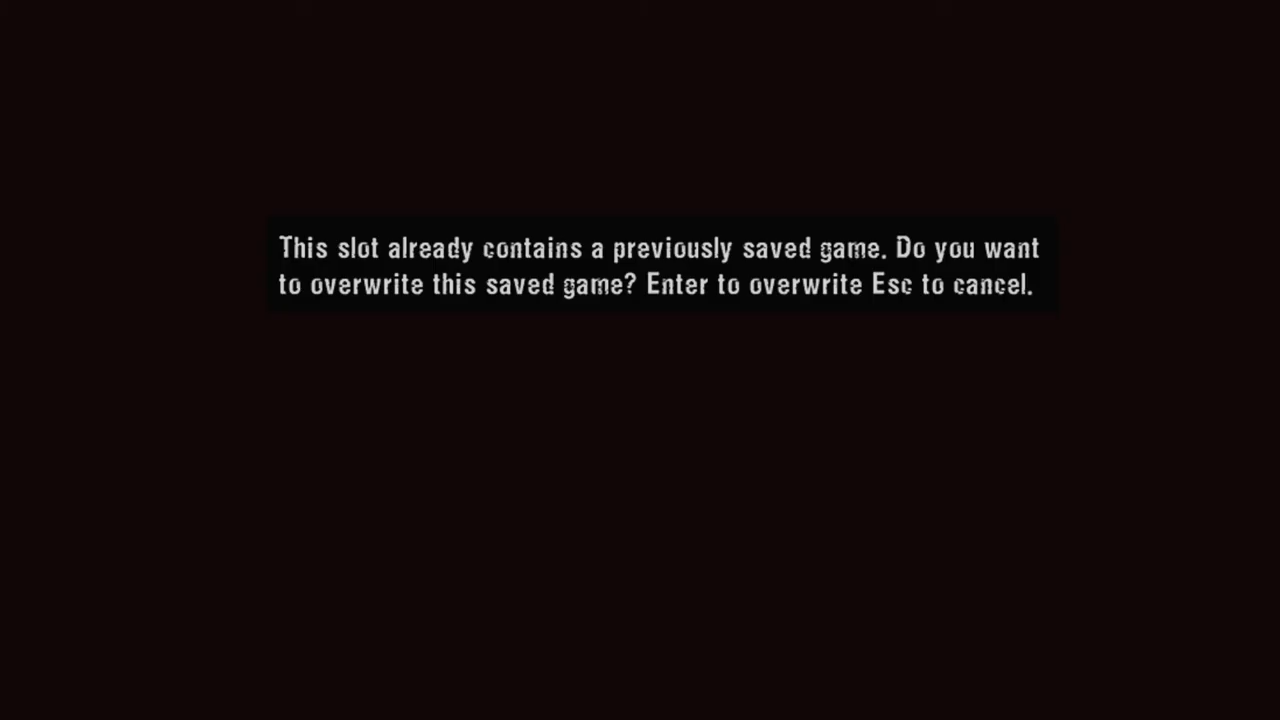 This slot already contains a previously saved game. Do you want
to overwrite this saved game? Enter to overwrite Esc to cancel.